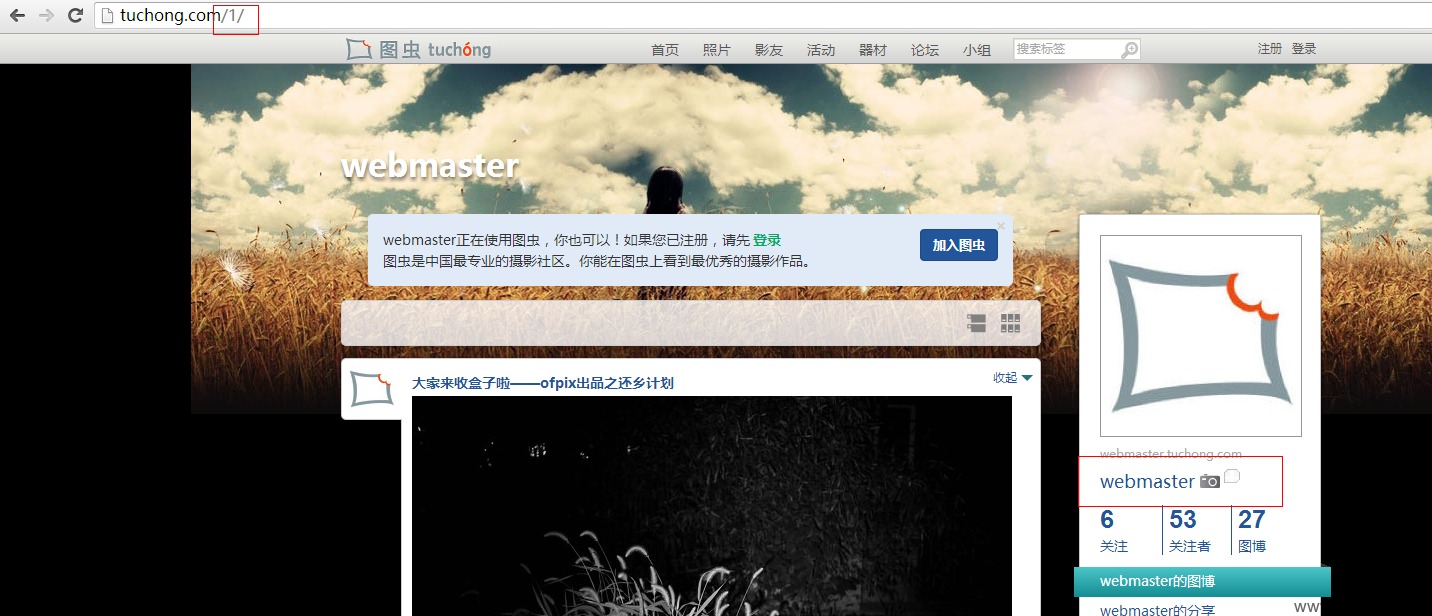 tuchong.com/1/
图虫 tuchóng 首页 照片 影友 活动 器材 论坛 小组 搜索标签 注册 登录
webmaster
webmaster正在使用图虫，你也可以！如果您已注册，请先 登录
图虫是中国最专业的摄影社区。你能在图虫上看到最优秀的摄影作品。
加入图虫
大家来收盒子啦——ofpix出品之还乡计划
收起
webmaster.tuchong.com
webmaster
6 53 27
关注 关注者 图博
webmaster的图博
webmaster的分享
ww